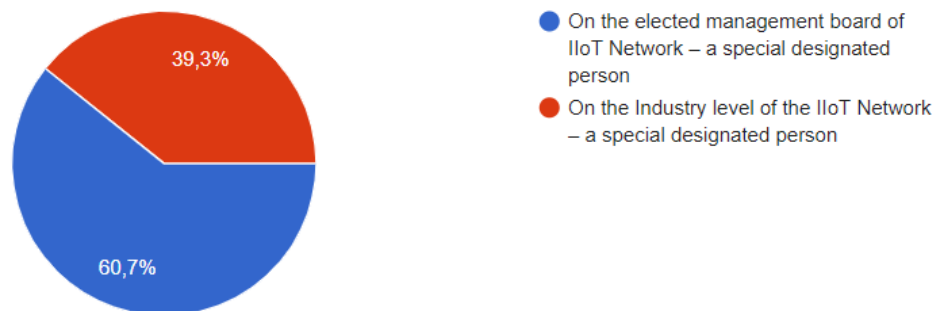 39,3%
60,7%
On the elected management board of
IIoT Network – a special designated
person
On the Industry level of the IIoT Network
– a special designated person